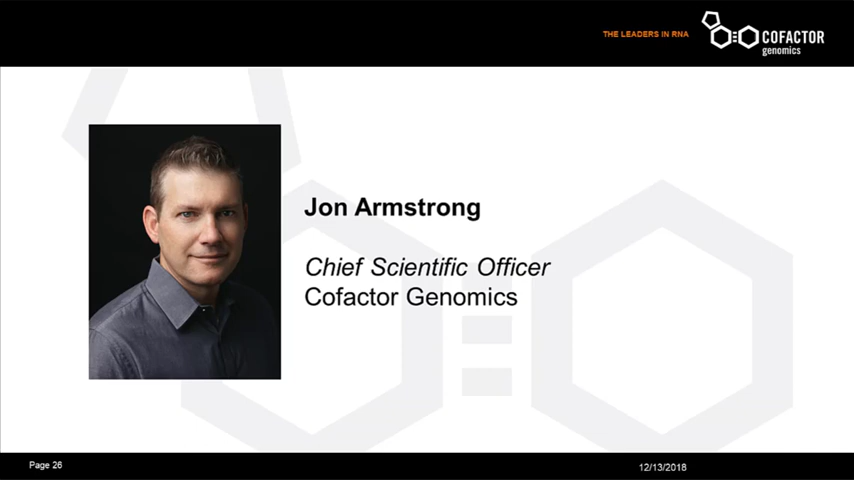 THE LEADERS IN RNA
COFACTOR
genomics
Jon Armstrong
Chief Scientific Officer
Cofactor Genomics
Page 26
12/13/2018